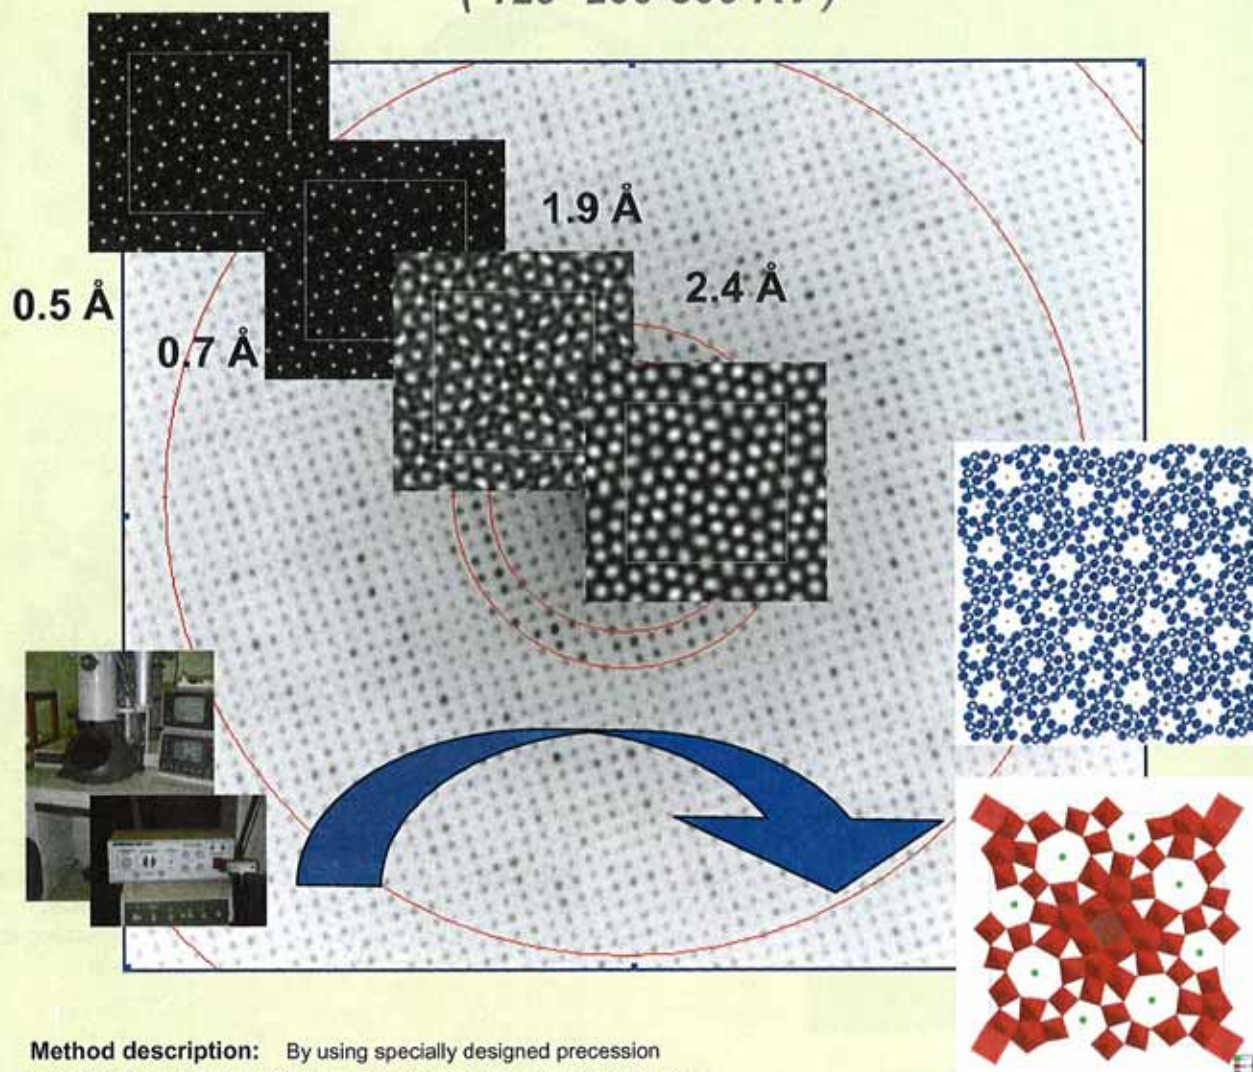 1.9 Å
2.4 Å
0.5 Å
0.7 Å
Method description: By using specially designed precession